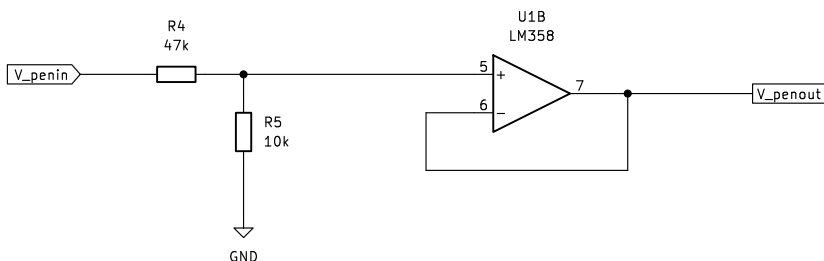 U1B
LM358
R4
47k
V_penin
5
+
7
V_penout
6
−
R5
10k
GND